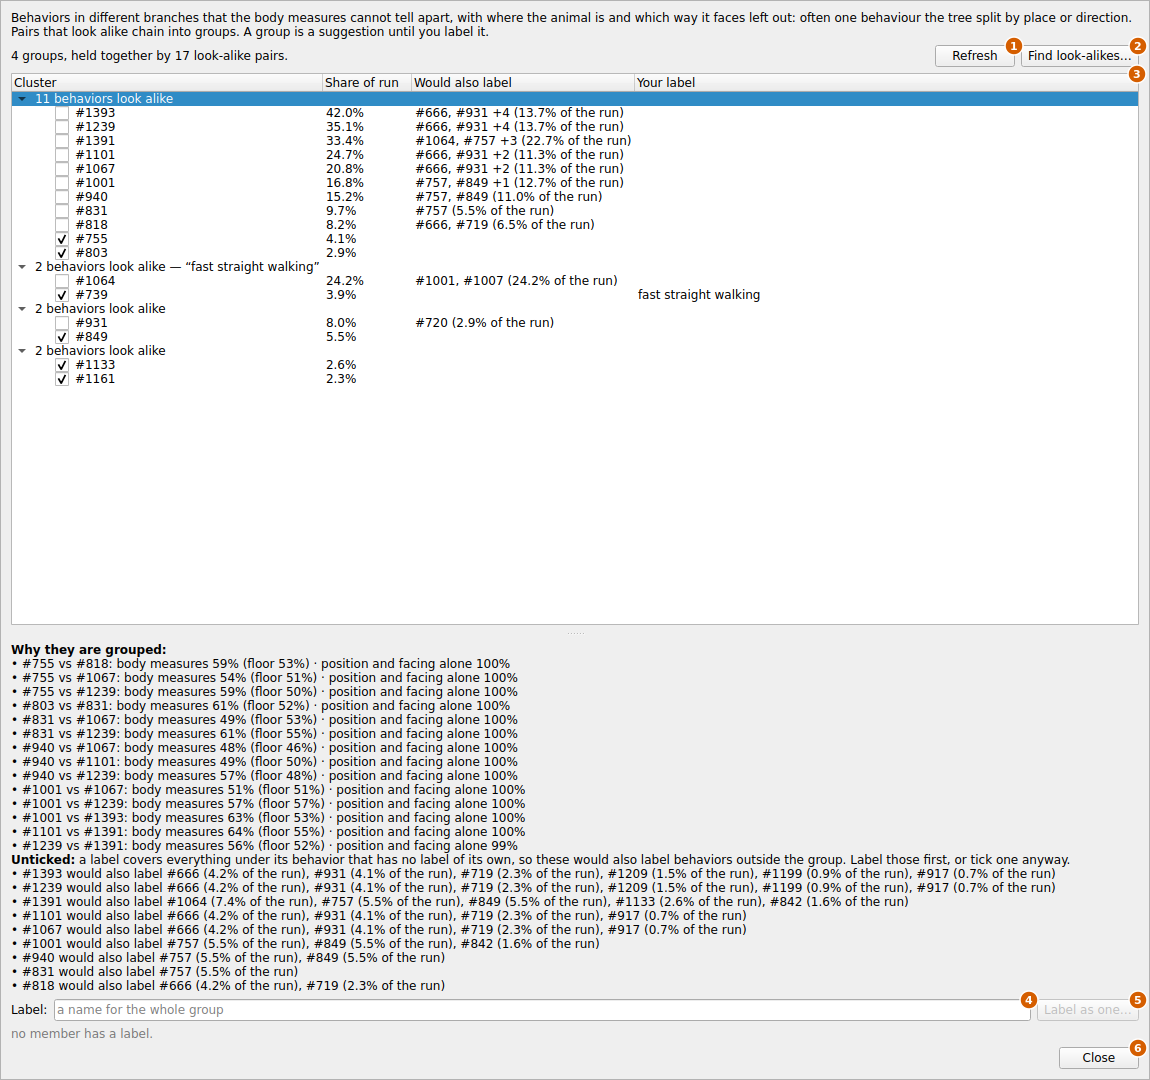 Behaviors in different branches that the body measures cannot tell apart, with where the animal is and which way it faces left out: often one behaviour the tree split by place or direction.
Pairs that look alike chain into groups. A group is a suggestion until you label it.
4 groups, held together by 17 look-alike pairs.
Refresh 1 Find look-alikes... 2
3
Cluster Share of run Would also label Your label
11 behaviors look alike
#1393 42.0% #666, #931 +4 (13.7% of the run)
#1239 35.1% #666, #931 +4 (13.7% of the run)
#1391 33.4% #1064, #757 +3 (22.7% of the run)
#1101 24.7% #666, #931 +2 (11.3% of the run)
#1067 20.8% #666, #931 +2 (11.3% of the run)
#1001 16.8% #757, #849 +1 (12.7% of the run)
#940 15.2% #757, #849 (11.0% of the run)
#831 9.7% #757 (5.5% of the run)
#818 8.2% #666, #719 (6.5% of the run)
#755 4.1%
#803 2.9%
2 behaviors look alike — “fast straight walking”
#1064 24.2% #1001, #1007 (24.2% of the run)
#739 3.9% fast straight walking
2 behaviors look alike
#931 8.0% #720 (2.9% of the run)
#849 5.5%
2 behaviors look alike
#1133 2.6%
#1161 2.3%
Why they are grouped:
• #755 vs #818: body measures 59% (floor 53%) · position and facing alone 100%
• #755 vs #1067: body measures 54% (floor 51%) · position and facing alone 100%
• #755 vs #1239: body measures 59% (floor 50%) · position and facing alone 100%
• #803 vs #831: body measures 61% (floor 52%) · position and facing alone 100%
• #831 vs #1067: body measures 49% (floor 53%) · position and facing alone 100%
• #831 vs #1239: body measures 61% (floor 55%) · position and facing alone 100%
• #940 vs #1067: body measures 48% (floor 46%) · position and facing alone 100%
• #940 vs #1101: body measures 49% (floor 50%) · position and facing alone 100%
• #940 vs #1239: body measures 57% (floor 48%) · position and facing alone 100%
• #1001 vs #1067: body measures 51% (floor 51%) · position and facing alone 100%
• #1001 vs #1239: body measures 57% (floor 57%) · position and facing alone 100%
• #1001 vs #1393: body measures 63% (floor 53%) · position and facing alone 100%
• #1101 vs #1391: body measures 64% (floor 55%) · position and facing alone 100%
• #1239 vs #1391: body measures 56% (floor 52%) · position and facing alone 99%
Unticked: a label covers everything under its behavior that has no label of its own, so these would also label behaviors outside the group. Label those first, or tick one anyway.
• #1393 would also label #666 (4.2% of the run), #931 (4.1% of the run), #719 (2.3% of the run), #1209 (1.5% of the run), #1199 (0.9% of the run), #917 (0.7% of the run)
• #1239 would also label #666 (4.2% of the run), #931 (4.1% of the run), #719 (2.3% of the run), #1209 (1.5% of the run), #1199 (0.9% of the run), #917 (0.7% of the run)
• #1391 would also label #1064 (7.4% of the run), #757 (5.5% of the run), #849 (5.5% of the run), #1133 (2.6% of the run), #842 (1.6% of the run)
• #1101 would also label #666 (4.2% of the run), #931 (4.1% of the run), #719 (2.3% of the run), #917 (0.7% of the run)
• #1067 would also label #666 (4.2% of the run), #931 (4.1% of the run), #719 (2.3% of the run), #917 (0.7% of the run)
• #1001 would also label #757 (5.5% of the run), #849 (5.5% of the run), #842 (1.6% of the run)
• #940 would also label #757 (5.5% of the run), #849 (5.5% of the run)
• #831 would also label #757 (5.5% of the run)
• #818 would also label #666 (4.2% of the run), #719 (2.3% of the run)
Label: a name for the whole group 4 Label as one... 5
no member has a label.
Close 6